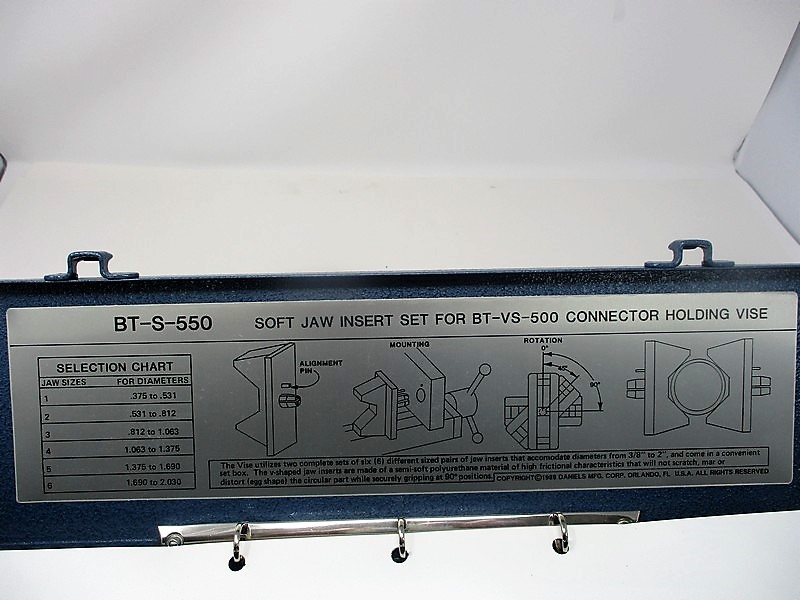 BT-S-550 SOFT JAW INSERT SET FOR BT-VS-500 CONNECTOR HOLDING VISE
SELECTION CHART
JAW SIZES FOR DIAMETERS
1 .375 to .531
2 .531 to .812
3 .812 to 1.063
4 1.063 to 1.375
5 1.375 to 1.690
6 1.690 to 2.030
ALIGNMENT
PIN
MOUNTING
ROTATION
0°
45°
90°
The Vise utilizes two complete sets of six (6) different sized pairs of jaw inserts that accomodate diameters from 3/8" to 2", and come in a convenient
set box. The v-shaped jaw inserts are made of a semi-soft polyurethane material of high frictional characteristics that will not scratch, mar or
distort (egg shape) the circular part while securely gripping at 90° positions. COPYRIGHT©1988 DANIELS MFG. CORP. ORLANDO, FL U.S.A. ALL RIGHTS RESERVED